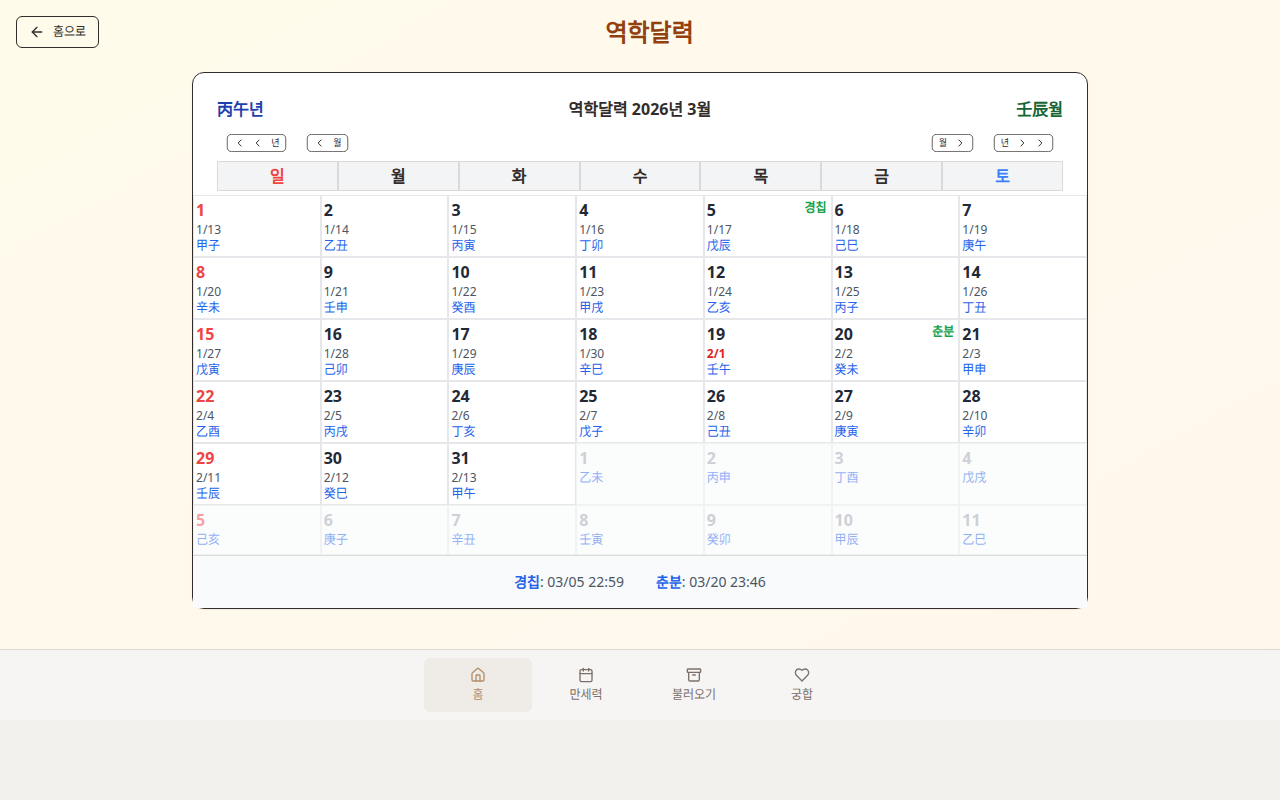 홈으로
역학달력
丙午년
역학달력 2026년 3월
壬辰월
년
월
월
년
일 월 화 수 목 금 토
1 2 3 4 5 경칩 6 7
1/13 1/14 1/15 1/16 1/17 1/18 1/19
甲子 乙丑 丙寅 丁卯 戊辰 己巳 庚午
8 9 10 11 12 13 14
1/20 1/21 1/22 1/23 1/24 1/25 1/26
辛未 壬申 癸酉 甲戌 乙亥 丙子 丁丑
15 16 17 18 19 20 춘분 21
1/27 1/28 1/29 1/30 2/1 2/2 2/3
戊寅 己卯 庚辰 辛巳 壬午 癸未 甲申
22 23 24 25 26 27 28
2/4 2/5 2/6 2/7 2/8 2/9 2/10
乙酉 丙戌 丁亥 戊子 己丑 庚寅 辛卯
29 30 31 1 2 3 4
2/11 2/12 2/13
壬辰 癸巳 甲午 乙未 丙申 丁酉 戊戌
5 6 7 8 9 10 11
己亥 庚子 辛丑 壬寅 癸卯 甲辰 乙巳
경칩: 03/05 22:59 춘분: 03/20 23:46
홈 만세력 불러오기 궁합